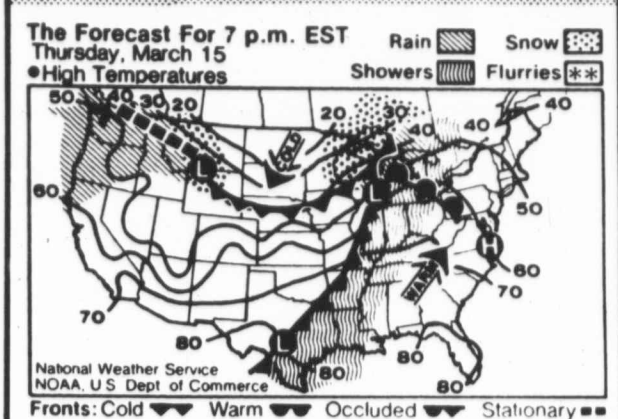 The Forecast For 7 p.m. EST
Thursday, March 15
●High Temperatures
Rain Snow
Showers Flurries
50 40 30 20
20 30 40
40
40
60
50
60
70
70
80
80
80
80
COLD
WARM
L
L
L
H
National Weather Service
NOAA, U S Dept of Commerce
Fronts: Cold Warm Occluded Stationary